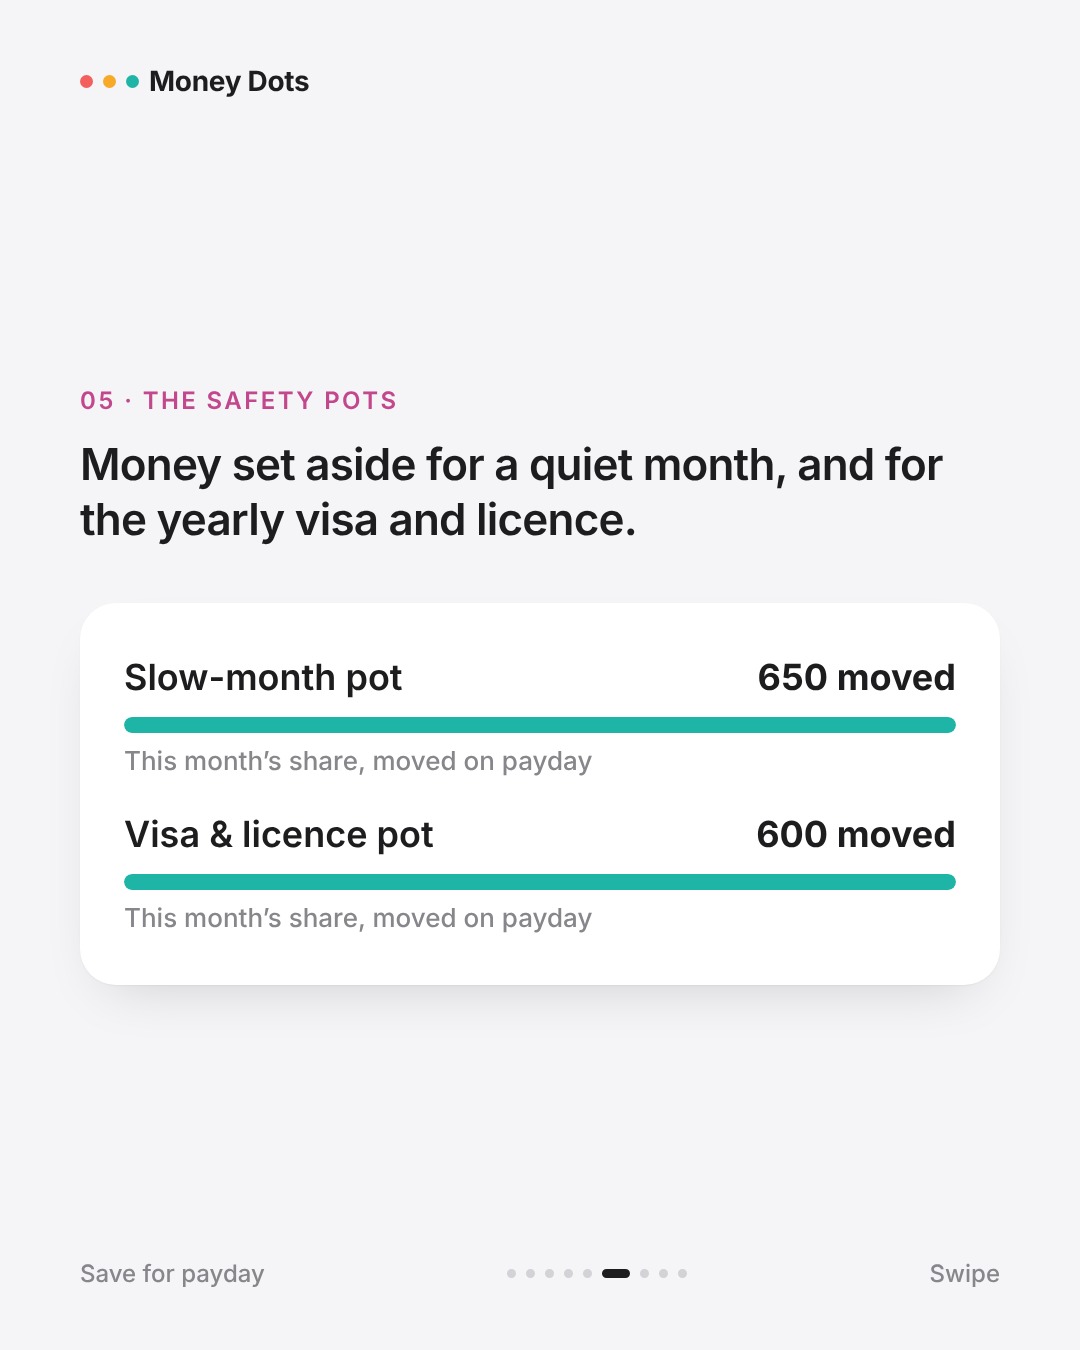 Money Dots
05 · THE SAFETY POTS
Money set aside for a quiet month, and for
the yearly visa and licence.
Slow-month pot 650 moved
This month’s share, moved on payday
Visa & licence pot 600 moved
This month’s share, moved on payday
Save for payday Swipe